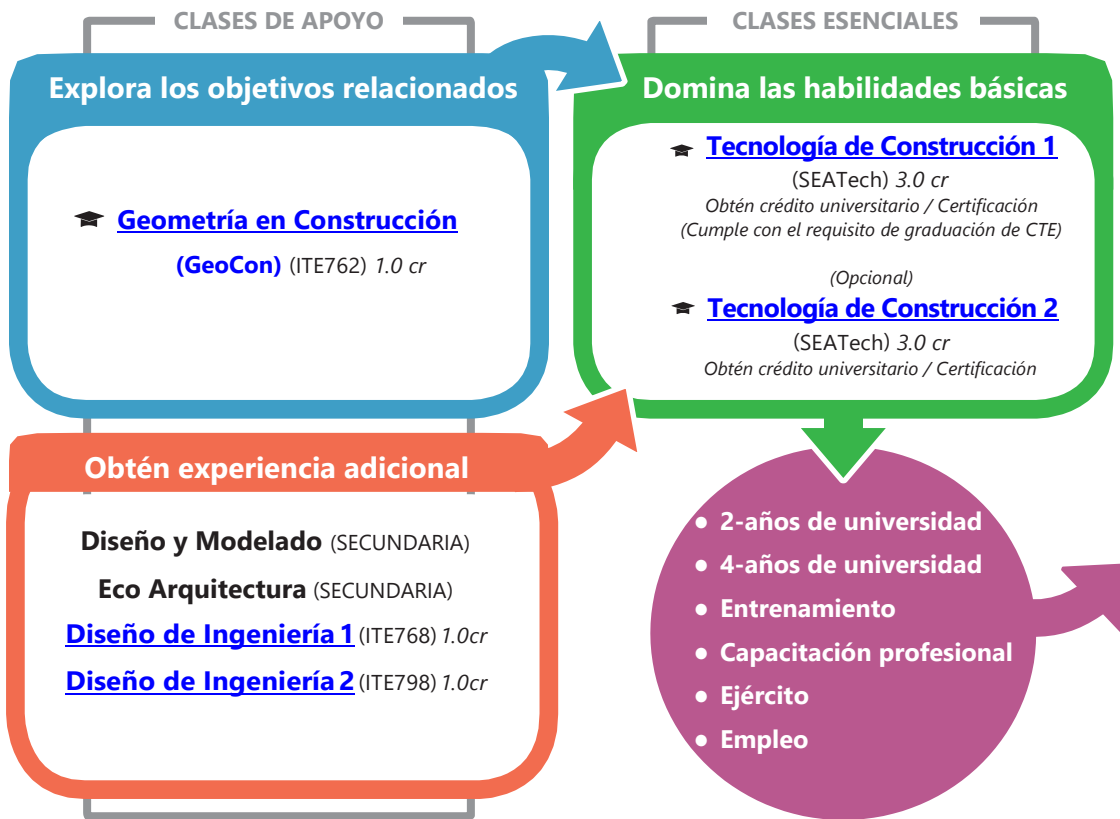 CLASES DE APOYO
Explora los objetivos relacionados
Geometría en Construcción
(GeoCon) (ITE762) 1.0 cr
Obtén experiencia adicional
Diseño y Modelado (SECUNDARIA)
Eco Arquitectura (SECUNDARIA)
Diseño de Ingeniería 1 (ITE768) 1.0cr
Diseño de Ingeniería 2 (ITE798) 1.0cr
CLASES ESENCIALES
Domina las habilidades básicas
Tecnología de Construcción 1
(SEATech) 3.0 cr
Obtén crédito universitario / Certificación
(Cumple con el requisito de graduación de CTE)
(Opcional)
Tecnología de Construcción 2
(SEATech) 3.0 cr
Obtén crédito universitario / Certificación
• 2-años de universidad
• 4-años de universidad
• Entrenamiento
• Capacitación profesional
• Ejército
• Empleo